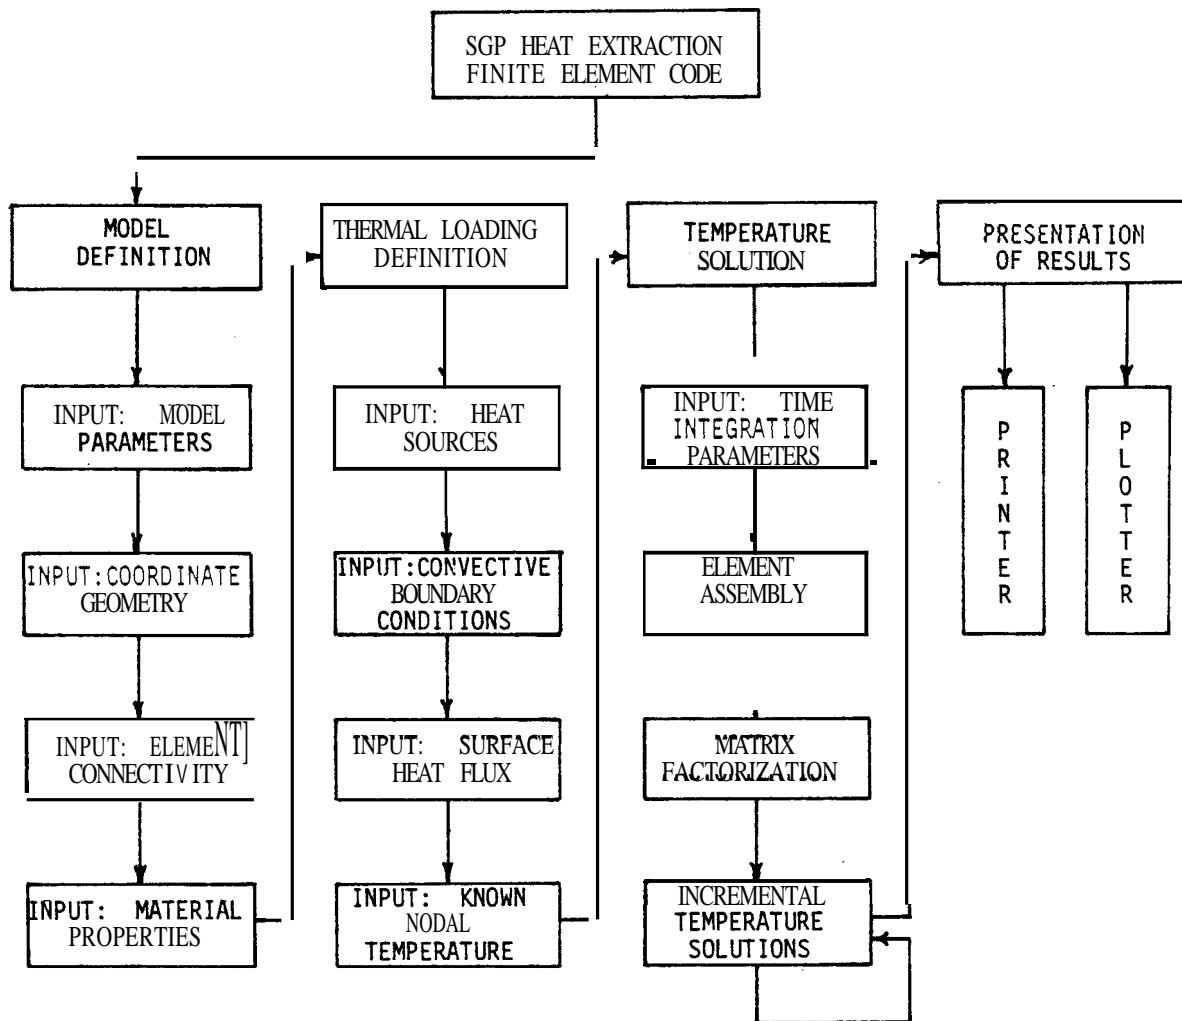 SGP HEAT EXTRACTION
FINITE ELEMENT CODE
MODEL
DEFINITION
INPUT: MODEL
PARAMETERS
INPUT:COORDINATE
GEOMETRY
INPUT: ELEMENT]
CONNECTIVITY
INPUT: MATERIAL
PROPERTIES
THERMAL LOADING
DEFINITION
INPUT: HEAT
SOURCES
INPUT:CONVECTIVE
BOUNDARY
CONDITIONS
INPUT: SURFACE
HEAT FLUX
INPUT: KNOWN
NODAL
TEMPERATURE
TEMPERATURE
SOLUTION
INPUT: TIME
INTEGRATION
PARAMETERS
ELEMENT
ASSEMBLY
MATRIX
FACTORIZATION
INCREMENTAL
TEMPERATURE
SOLUTIONS
PRESENTATION
OF RESULTS
PRINTER
PLOTTER